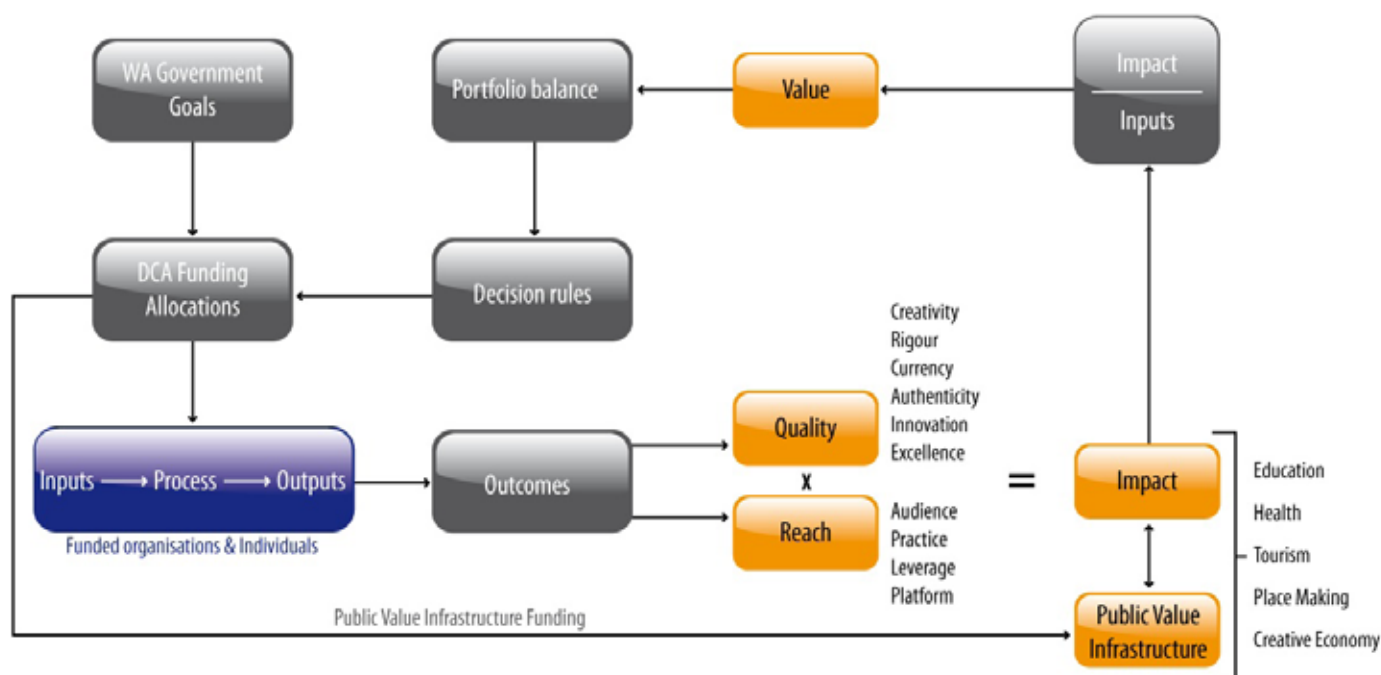 WA Government
Goals
Portfolio balance
Value
Impact
Inputs
DCA Funding
Allocations
Decision rules
Inputs
Process
Outputs
Funded organisations & Individuals
Outcomes
Quality
x
Reach
Creativity
Rigour
Currency
Authenticity
Innovation
Excellence
Audience
Practice
Leverage
Platform
=
Impact
Public Value
Infrastructure
Education
Health
Tourism
Place Making
Creative Economy
Public Value Infrastructure Funding